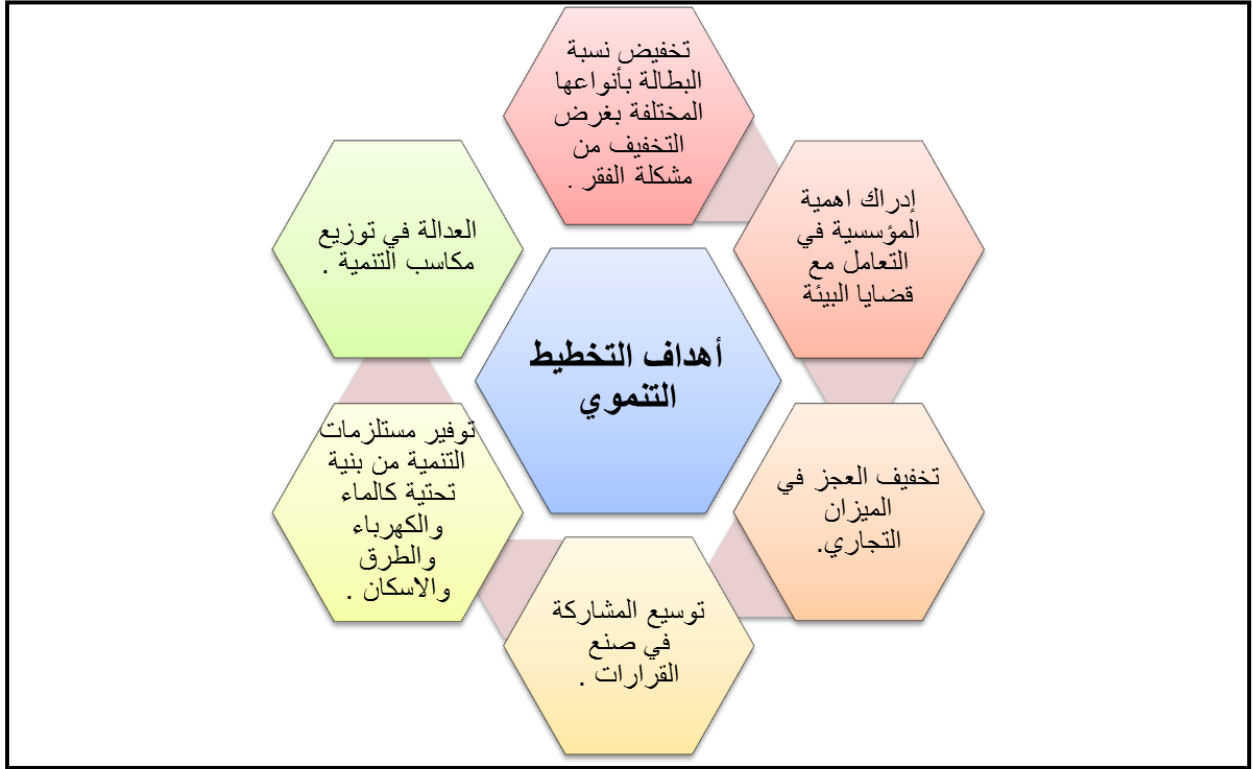 تخفيض نسبة
البطالة بأنواعها
المختلفة بغرض
التخفيف من
مشكلة الفقر .
إدراك اهمية
المؤسسية في
التعامل مع
قضايا البيئة
تخفيف العجز في
الميزان
التجاري.
توسيع المشاركة
في صنع
القرارات .
توفير مستلزمات
التنمية من بنية
تحتية كالماء
والكهرباء
والطرق
والاسكان .
العدالة في توزيع
مكاسب التنمية .
أهداف التخطيط
التنموي